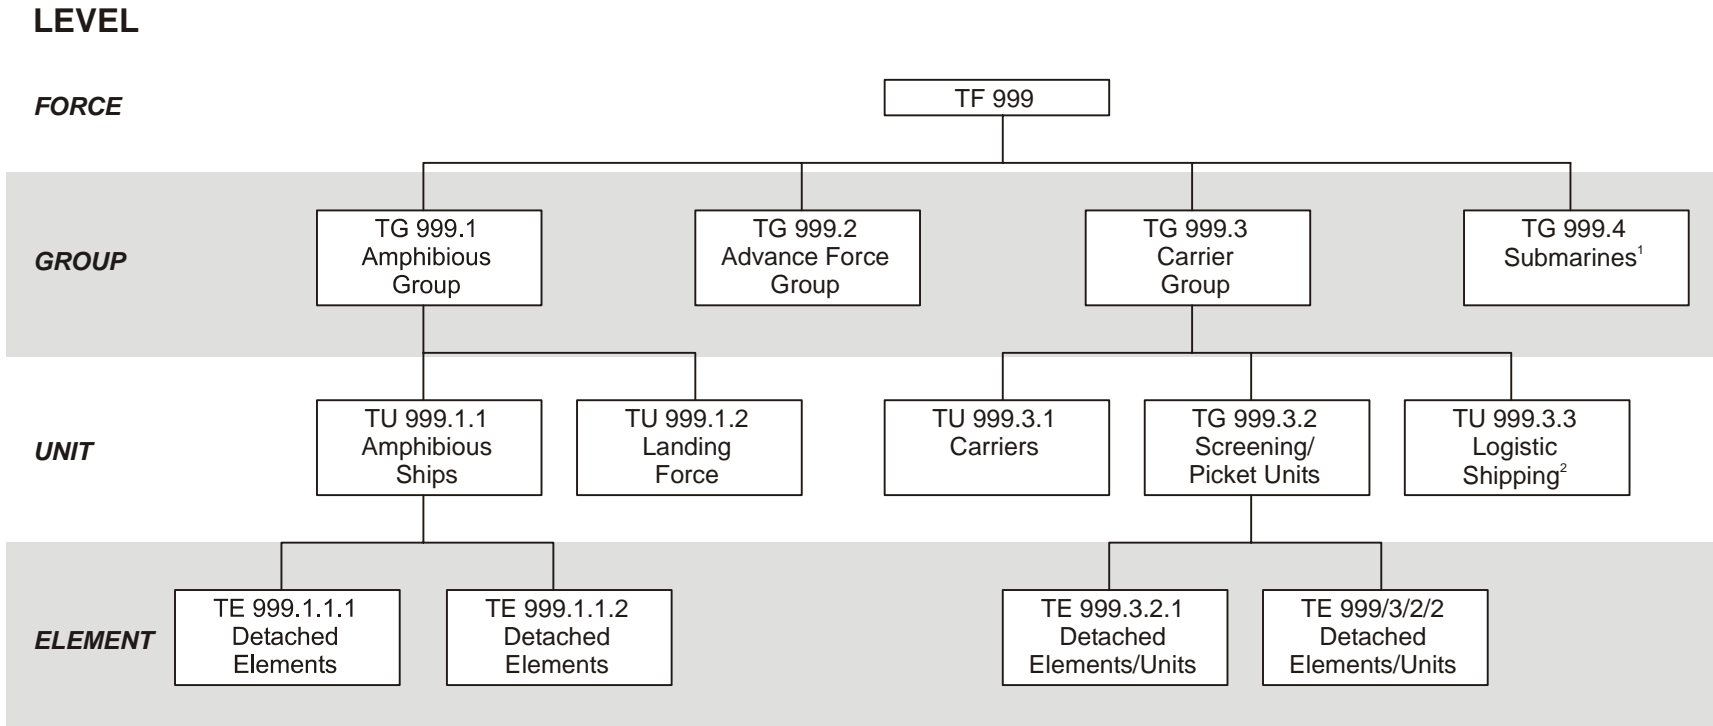 LEVEL
FORCE
TF 999
GROUP
TG 999.1
Amphibious
Group
TG 999.2
Advance Force
Group
TG 999.3
Carrier
Group
TG 999.4
Submarines¹
UNIT
TU 999.1.1
Amphibious
Ships
TU 999.1.2
Landing
Force
TU 999.3.1
Carriers
TG 999.3.2
Screening/
Picket Units
TU 999.3.3
Logistic
Shipping²
ELEMENT
TE 999.1.1.1
Detached
Elements
TE 999.1.1.2
Detached
Elements
TE 999.3.2.1
Detached
Elements/Units
TE 999/3/2/2
Detached
Elements/Units